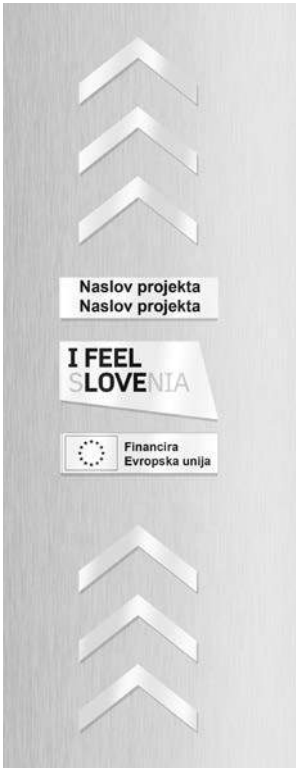 Naslov projekta
Naslov projekta
I FEEL
SLOVENIA
Financira
Evropska unija